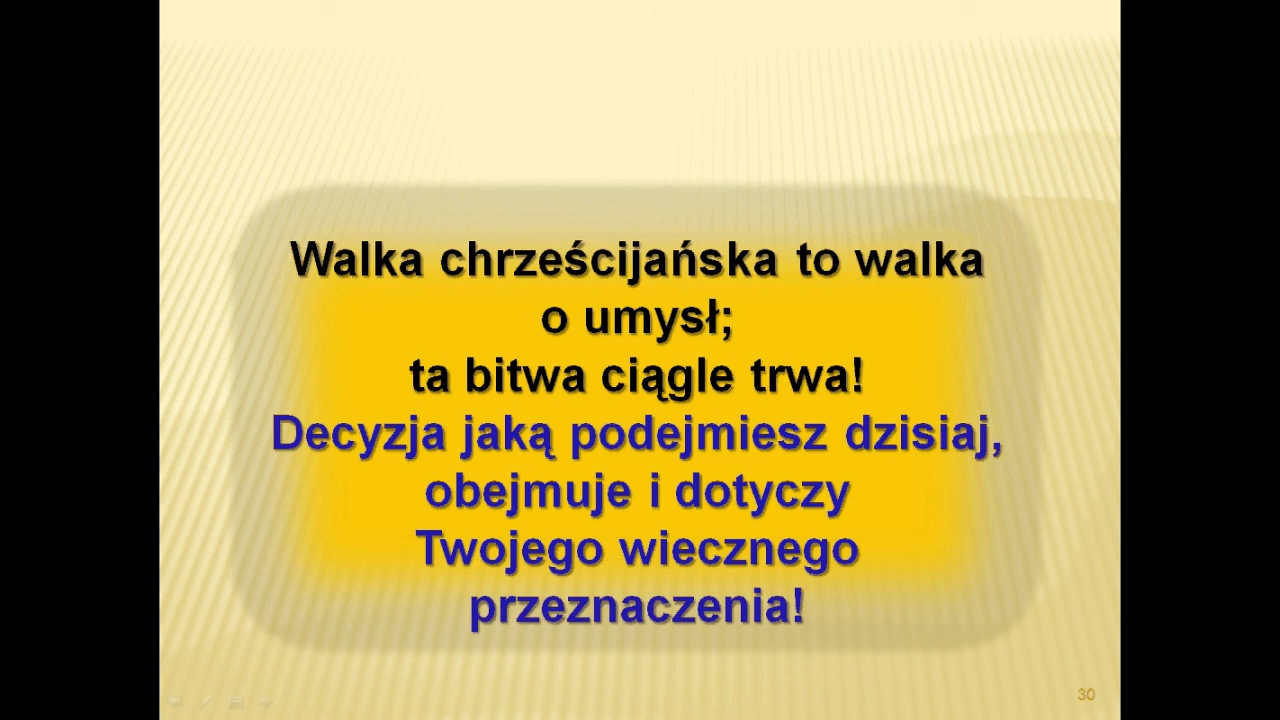 Walka chrześcijańska to walka
o umysł;
ta bitwa ciągle trwa!
Decyzja jaką podejmiesz dzisiaj,
obejmuje i dotyczy
Twojego wiecznego
przeznaczenia!
30